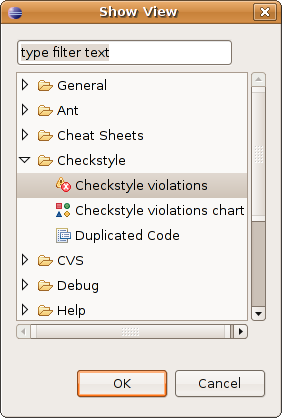 Show View
type filter text
General
Ant
Cheat Sheets
Checkstyle
Checkstyle violations
Checkstyle violations chart
Duplicated Code
CVS
Debug
Help
OK
Cancel